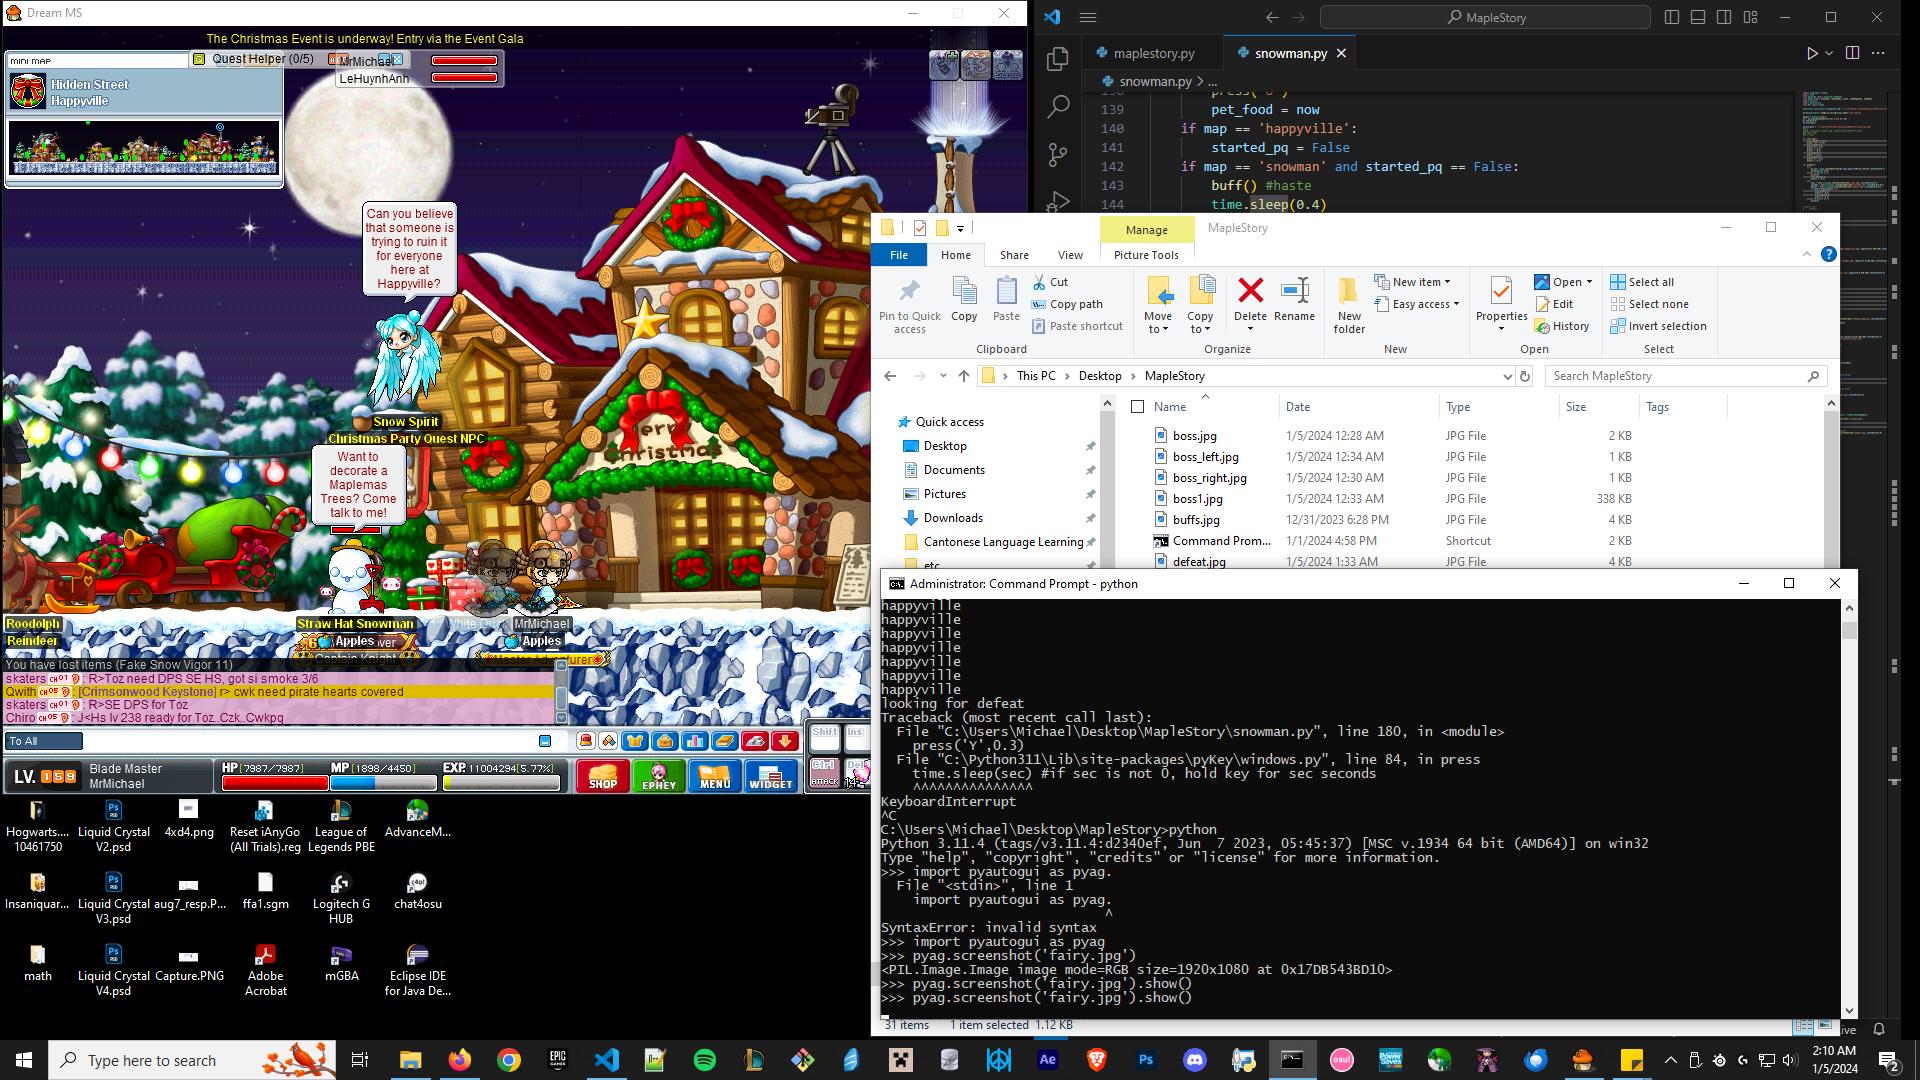 Dream MS
The Christmas Event is underway! Entry via the Event Gala
MINI MAP
Quest Helper (0/5)
MrMichael
LeHuynhAnh
Hidden Street
Happyville
Can you believe
that someone is
trying to ruin it
for everyone
here at
Happyville?
Snow Spirit
Christmas Party Quest NPC
Want to
decorate a
Maplemas
Trees? Come
talk to me!
Merry
Christmas
Roodolph
Reindeer
Straw Hat Snowman
MrMichael
Apples
Apples
Captain Knight
Master Adventurer
You have lost items (Fake Snow Vigor 11)
skaters CH 01 : R>Toz need DPS SE HS, got si smoke 3/6
Qwith CH 05 : [Crimsonwood Keystone] r> cwk need pirate hearts covered
skaters CH 01 : R>SE DPS for Toz
Chiro CH 05 : J<Hs lv 238 ready for Toz..Czk..Cwkpq
To All
LV. 159
Blade Master
MrMichael
HP [7987/7987]
MP [1898/4450]
EXP. 11004294 [5.77%]
SHOP
EPHEY
MENU
WIDGET
Shift
Ins
Ctrl
Del
ATTACK
Hogwarts....
10461750
Liquid Crystal
V2.psd
4xd4.png
Reset iAnyGo
(All Trials).reg
League of
Legends PBE
AdvanceM...
Insaniquar...
Liquid Crystal
V3.psd
aug7_resp.P...
ffa1.sgm
Logitech G
HUB
chat4osu
math
Liquid Crystal
V4.psd
Capture.PNG
Adobe
Acrobat
mGBA
Eclipse IDE
for Java De...
MapleStory
maplestory.py
snowman.py
snowman.py > ...
139 pet_food = now
140 if map == 'happyville':
141 started_pq = False
142 if map == 'snowman' and started_pq == False:
143 buff() #haste
144 time.sleep(0.4)
Manage
MapleStory
File
Home
Share
View
Picture Tools
Pin to Quick
access
Copy
Paste
Cut
Copy path
Paste shortcut
Clipboard
Move
to
Copy
to
Delete
Rename
Organize
New
folder
New item
Easy access
New
Properties
Open
Edit
History
Open
Select all
Select none
Invert selection
Select
This PC > Desktop > MapleStory
Search MapleStory
Name
Date
Type
Size
Tags
Quick access
Desktop
Documents
Pictures
Downloads
Cantonese Language Learning
etc
boss.jpg 1/5/2024 12:28 AM JPG File 2 KB
boss_left.jpg 1/5/2024 12:34 AM JPG File 1 KB
boss_right.jpg 1/5/2024 12:30 AM JPG File 1 KB
boss1.jpg 1/5/2024 12:33 AM JPG File 338 KB
buffs.jpg 12/31/2023 6:28 PM JPG File 4 KB
Command Prom... 1/1/2024 4:58 PM Shortcut 2 KB
defeat.jpg 1/5/2024 1:33 AM JPG File 2 KB
Administrator: Command Prompt - python
happyville
happyville
happyville
happyville
happyville
happyville
happyville
looking for defeat
Traceback (most recent call last):
File "C:\Users\Michael\Desktop\MapleStory\snowman.py", line 180, in <module>
press('Y',0.3)
File "C:\Python311\Lib\site-packages\pyKey\windows.py", line 84, in press
time.sleep(sec) #if sec is not 0, hold key for sec seconds
^^^^^^^^^^^^^^^
KeyboardInterrupt
^C
C:\Users\Michael\Desktop\MapleStory>python
Python 3.11.4 (tags/v3.11.4:d2340ef, Jun  7 2023, 05:45:37) [MSC v.1934 64 bit (AMD64)] on win32
Type "help", "copyright", "credits" or "license" for more information.
>>> import pyautogui as pyag.
File "<stdin>", line 1
import pyautogui as pyag.
^
SyntaxError: invalid syntax
>>> import pyautogui as pyag
>>> pyag.screenshot('fairy.jpg')
<PIL.Image.Image image mode=RGB size=1920x1080 at 0x17DB543BD10>
>>> pyag.screenshot('fairy.jpg').show()
>>> pyag.screenshot('fairy.jpg').show()
31 items
1 item selected 1.12 KB
Type here to search
2:10 AM
1/5/2024
2